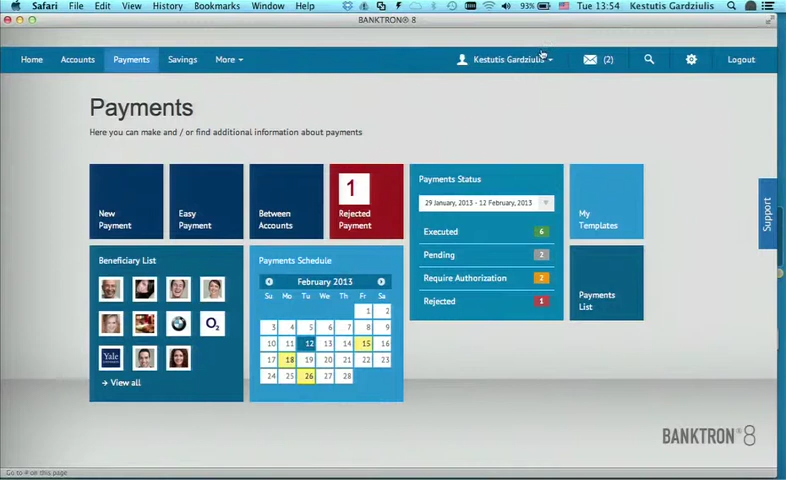 Safari File Edit View History Bookmarks Window Help 93% Tue 13:54 Kestutis Gardziulis
BANKTRON® 8
Home Accounts Payments Savings More Kestutis Gardziulis (2) Logout
Payments
Here you can make and / or find additional information about payments
New
Payment
Easy
Payment
Between
Accounts
1
Rejected
Payment
Payments Status
29 January, 2013 - 12 February, 2013
Executed 6
Pending 2
Require Authorization 2
Rejected 1
My
Templates
Payments
List
Support
Beneficiary List
O2
Yale
View all
Payments Schedule
February 2013
Su Mo Tu We Th Fr Sa
1 2
3 4 5 6 7 8 9
10 11 12 13 14 15 16
17 18 19 20 21 22 23
24 25 26 27 28
BANKTRON® 8
Go to # on this page